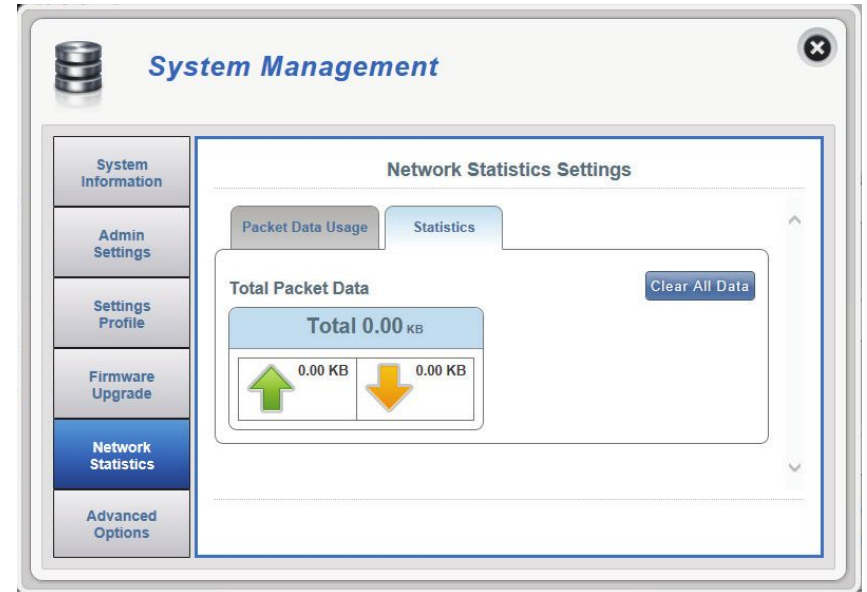 System Management
System
Information
Admin
Settings
Settings
Profile
Firmware
Upgrade
Network
Statistics
Advanced
Options
Network Statistics Settings
Packet Data Usage
Statistics
Total Packet Data
Clear All Data
Total 0.00 KB
0.00 KB
0.00 KB